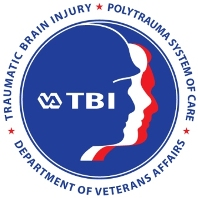 TRAUMATIC BRAIN INJURY ★ POLYTRAUMA SYSTEM OF CARE ★
DEPARTMENT OF VETERANS AFFAIRS ★
VA TBI